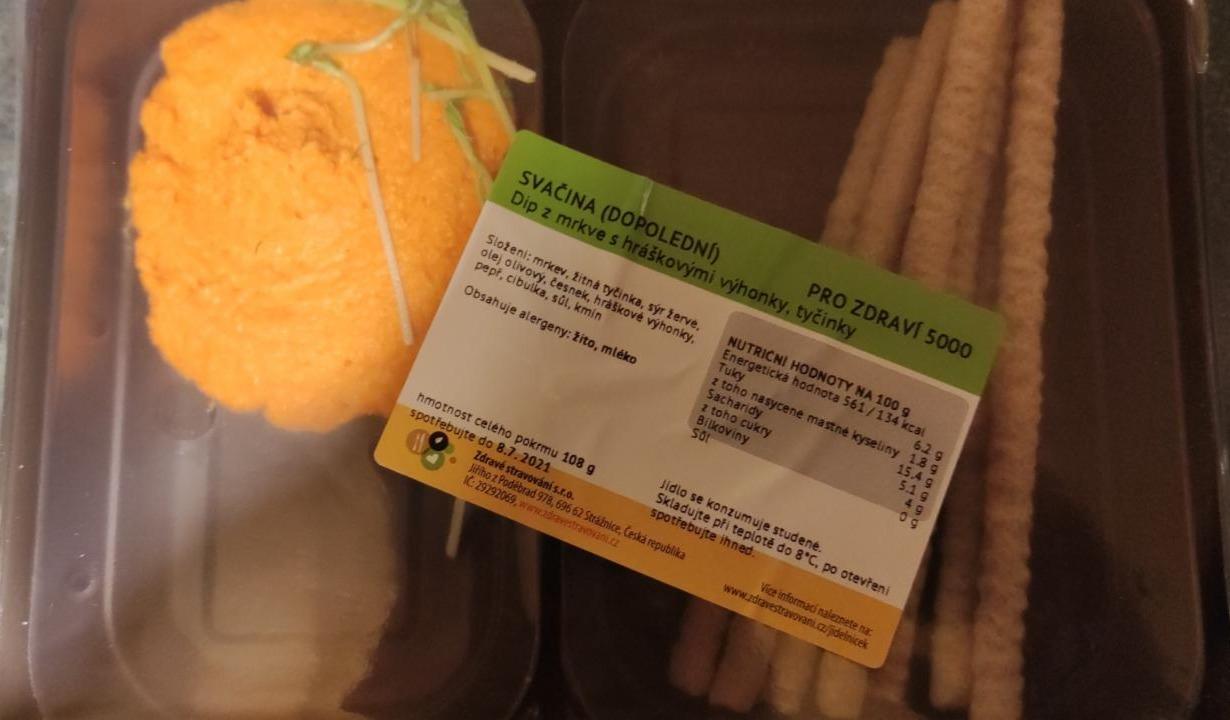 SVAČINA (DOPOLEDNÍ)
PRO ZDRAVÍ 5000
Dip z mrkve s hráškovými výhonky, tyčinky
Složení: mrkev, žitná tyčinka, sýr žervé,
olej olivový, česnek, hráškové výhonky,
pepř, cibulka, sůl, kmín
Obsahuje alergeny: žito, mléko
NUTRIČNÍ HODNOTY NA 100 g
Energetická hodnota 561 / 134 kcal
Tuky 6.2 g
z toho nasycené mastné kyseliny 1.8 g
Sacharidy 15.4 g
z toho cukry 5.1 g
Bílkoviny 4 g
Sůl 0 g
hmotnost celého pokrmu 108 g
spotřebujte do 8.7. 2021
Jídlo se konzumuje studené.
Skladujte při teplotě do 8°C, po otevření
spotřebujte ihned.
Zdravé stravování s.r.o.
Jiřího z Poděbrad 978, 696 62 Strážnice, Česká republika
IČ: 29292069, www.zdravestravovani.cz
Více informací naleznete na:
www.zdravestravovani.cz/jidelnicek